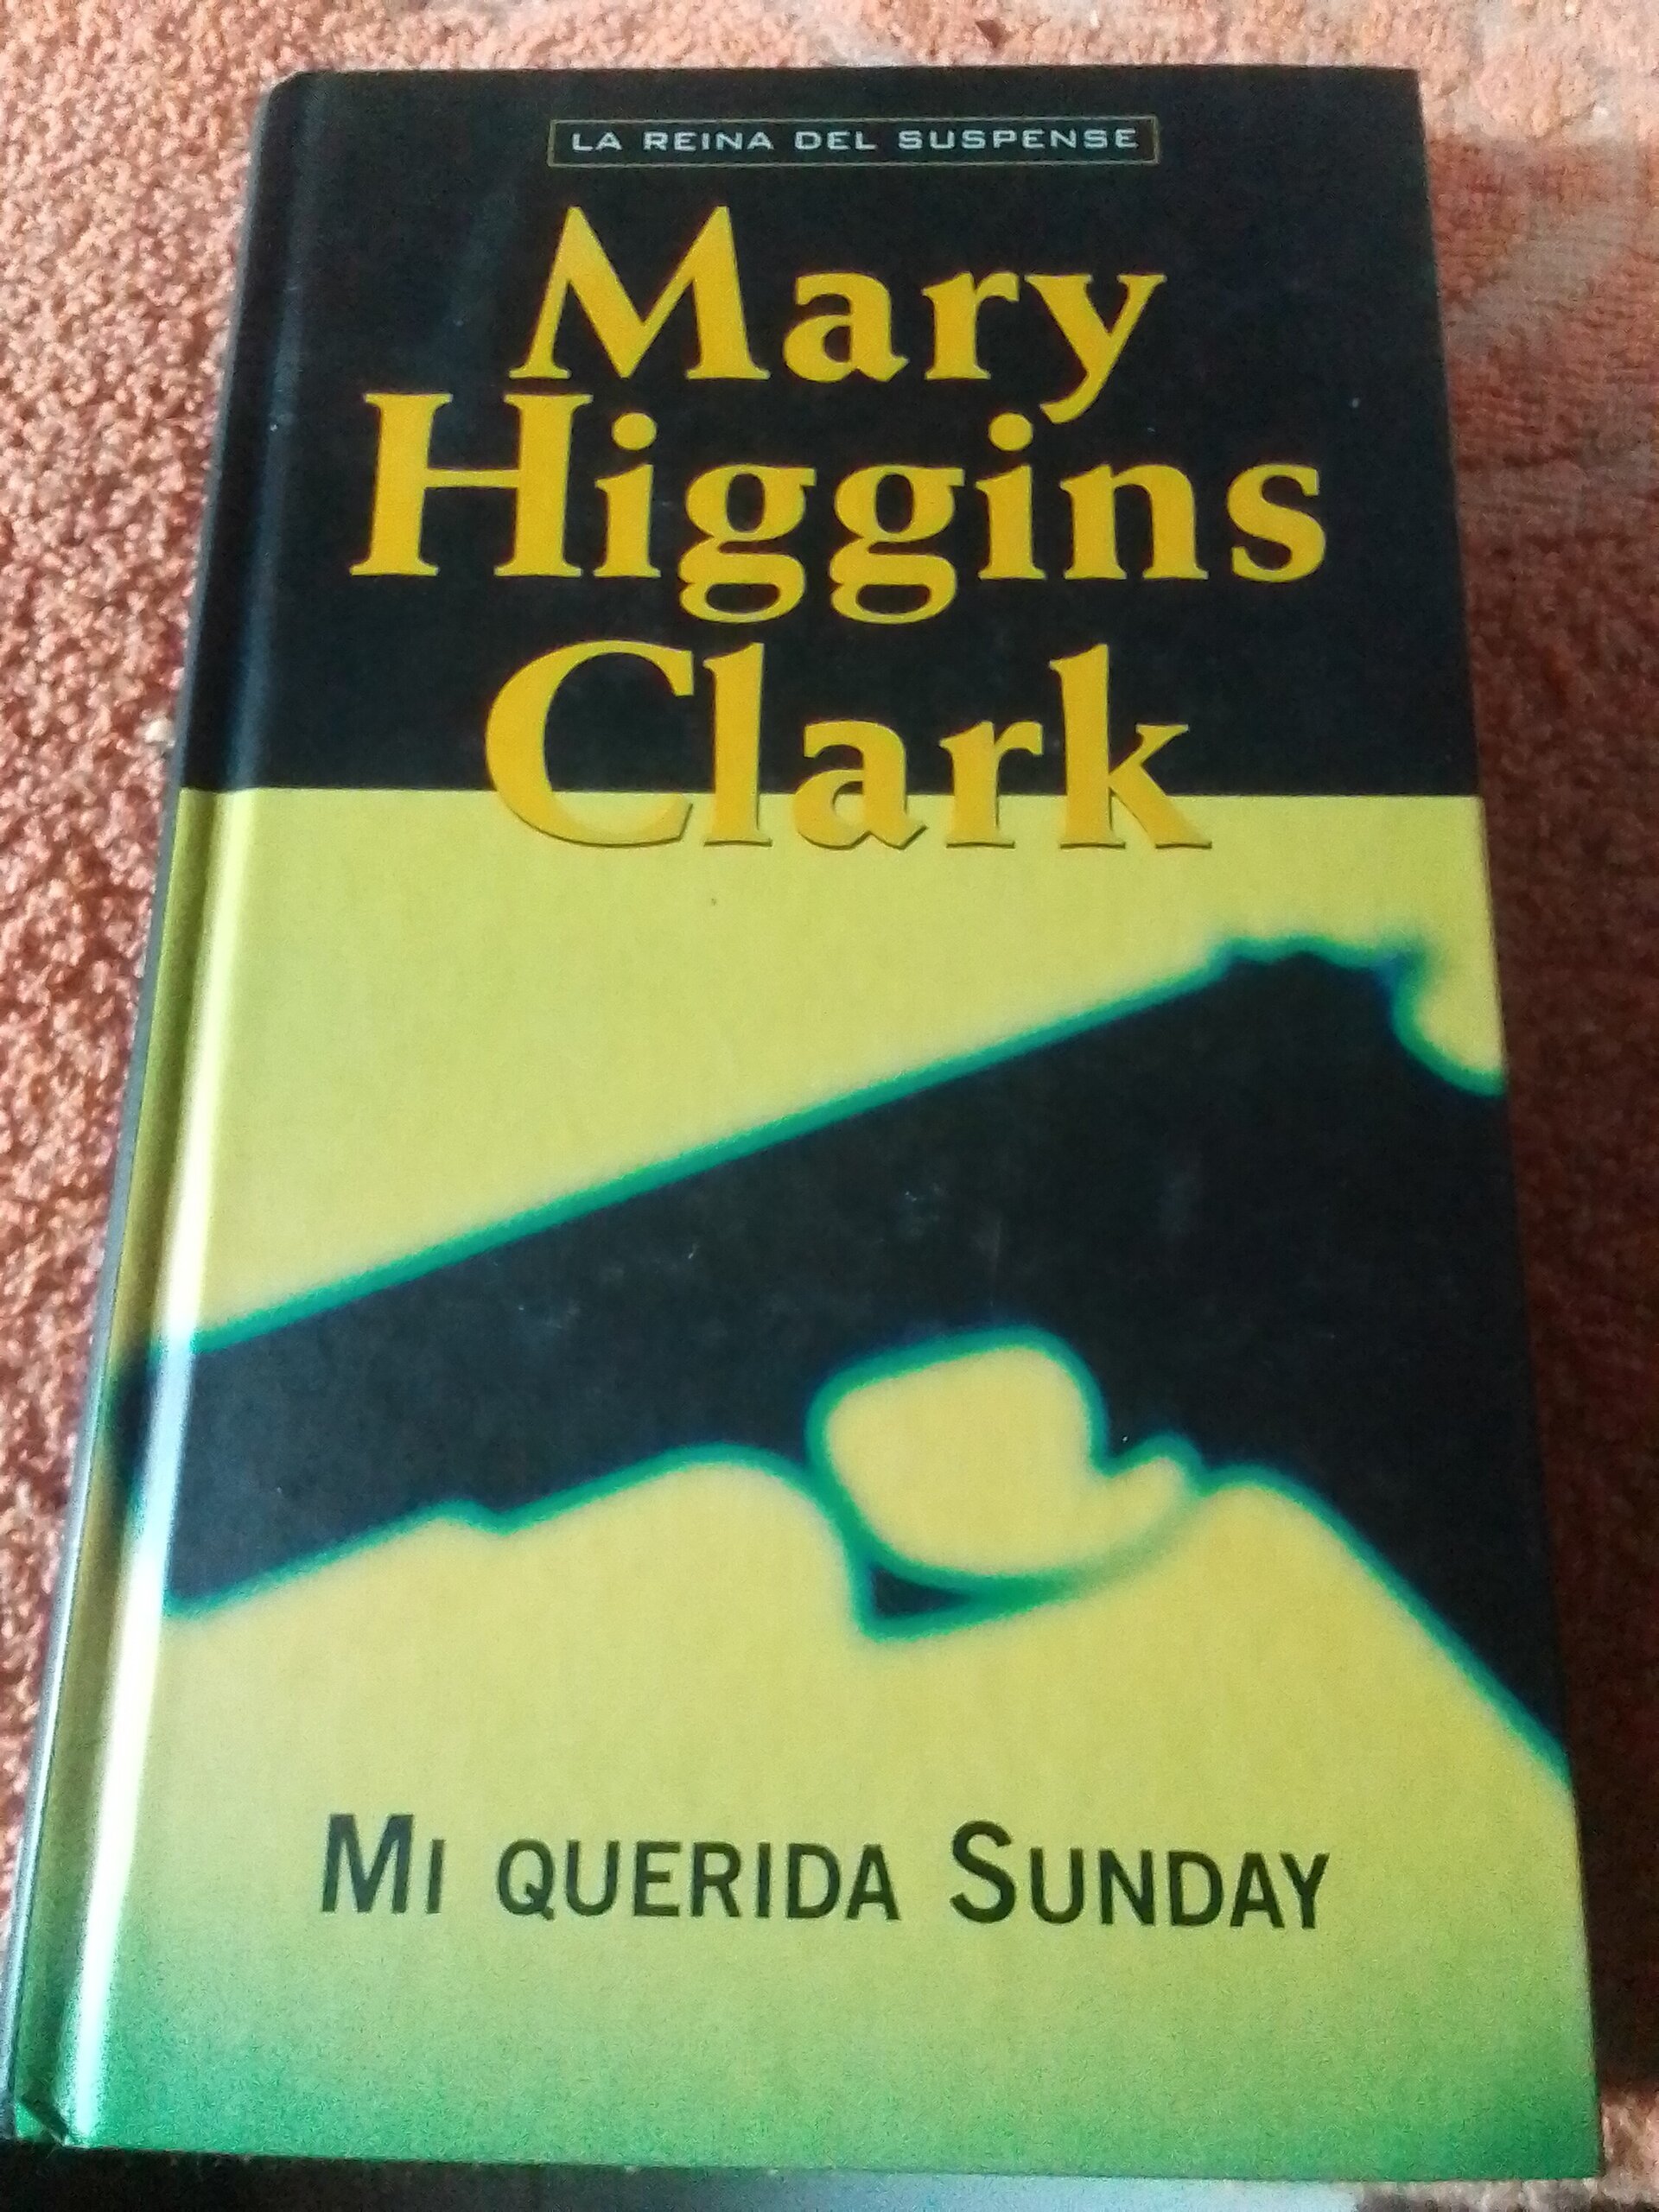 LA REINA DEL SUSPENSE
Mary
Higgins
Clark
MI QUERIDA SUNDAY